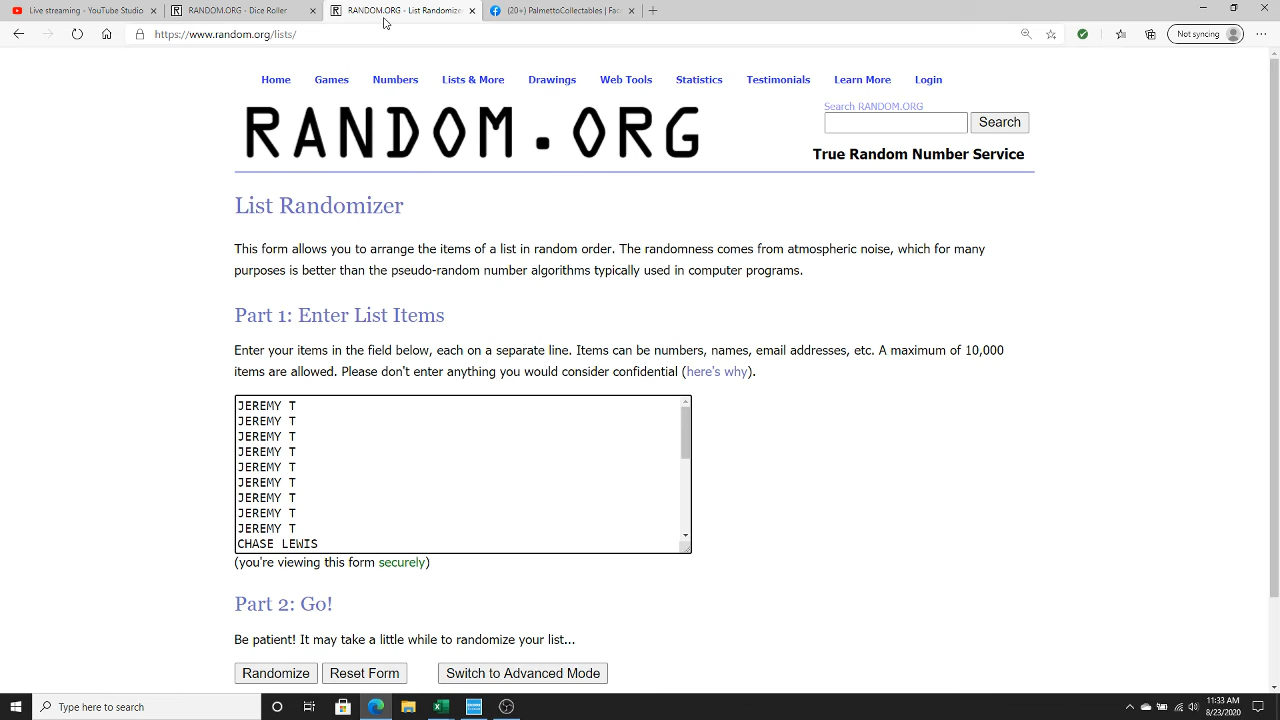 Live streaming - YouTube Studio
RANDOM.ORG - Dice Roller
RANDOM.ORG - List Randomizer
(20+) PalmettoCollectables | Fac
https://www.random.org/lists/
Not syncing
Home Games Numbers Lists & More Drawings Web Tools Statistics Testimonials Learn More Login
RANDOM.ORG
Search RANDOM.ORG
Search
True Random Number Service
List Randomizer
This form allows you to arrange the items of a list in random order. The randomness comes from atmospheric noise, which for many
purposes is better than the pseudo-random number algorithms typically used in computer programs.
Part 1: Enter List Items
Enter your items in the field below, each on a separate line. Items can be numbers, names, email addresses, etc. A maximum of 10,000
items are allowed. Please don't enter anything you would consider confidential (here's why).
JEREMY T
JEREMY T
JEREMY T
JEREMY T
JEREMY T
JEREMY T
JEREMY T
JEREMY T
JEREMY T
CHASE LEWIS
(you're viewing this form securely)
Part 2: Go!
Be patient! It may take a little while to randomize your list...
Randomize Reset Form Switch to Advanced Mode
Type here to search
11:33 AM
8/23/2020